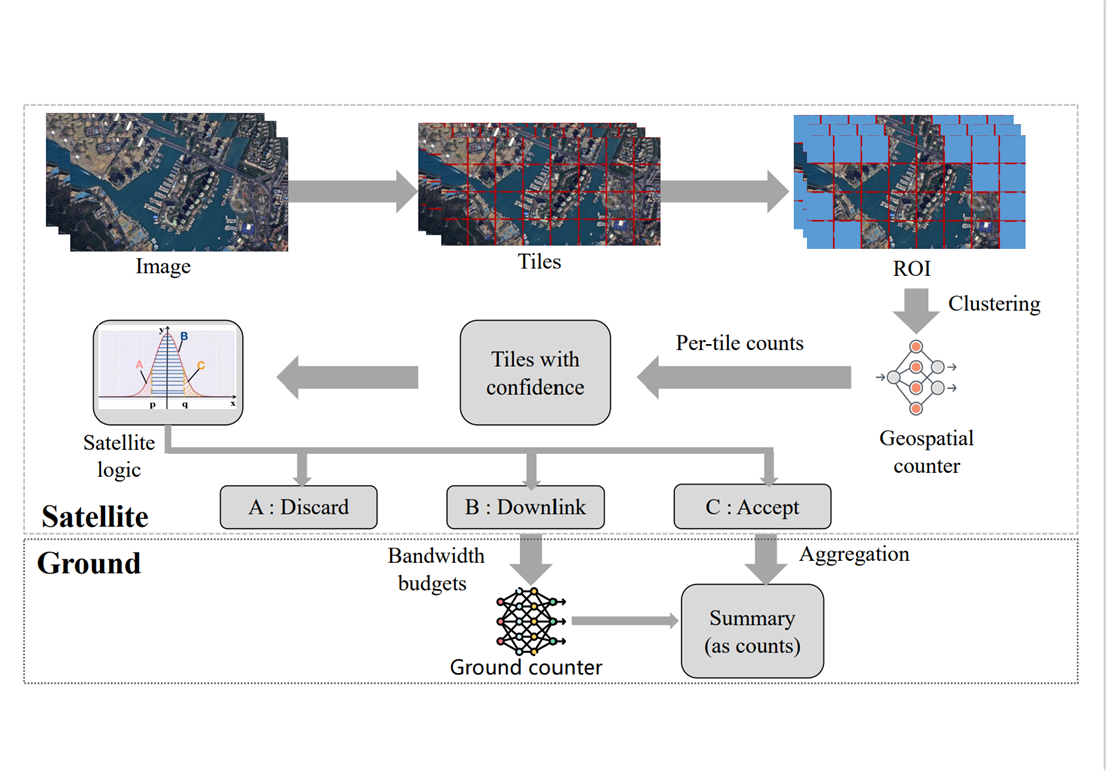 Image
Tiles
ROI
Clustering
Per-tile counts
Tiles with
confidence
y
B
A
C
p
q
x
Satellite
logic
Geospatial
counter
A : Discard
B : Downlink
C : Accept
Satellite
Ground
Bandwidth
budgets
Aggregation
Ground counter
Summary
(as counts)